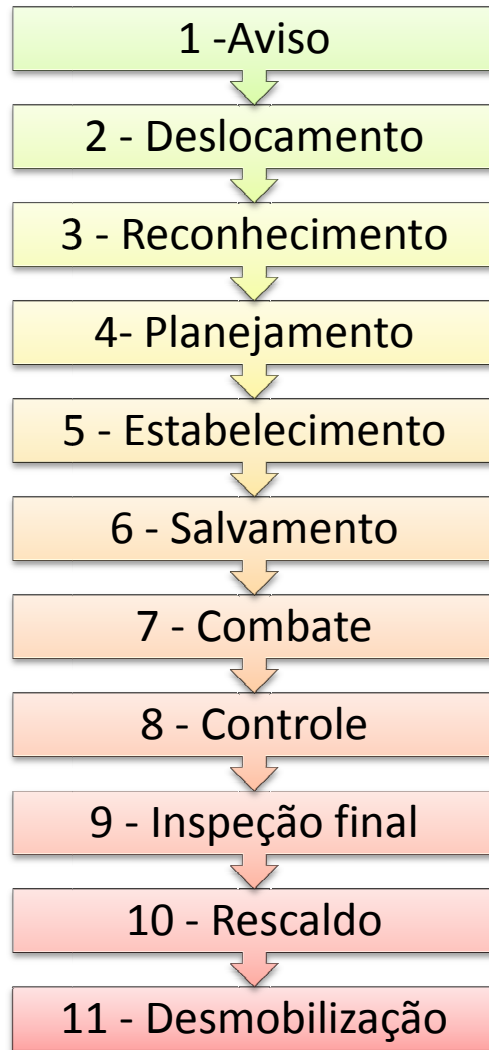 1 -Aviso
2 - Deslocamento
3 - Reconhecimento
4- Planejamento
5 - Estabelecimento
6 - Salvamento
7 - Combate
8 - Controle
9 - Inspeção final
10 - Rescaldo
11 - Desmobilização